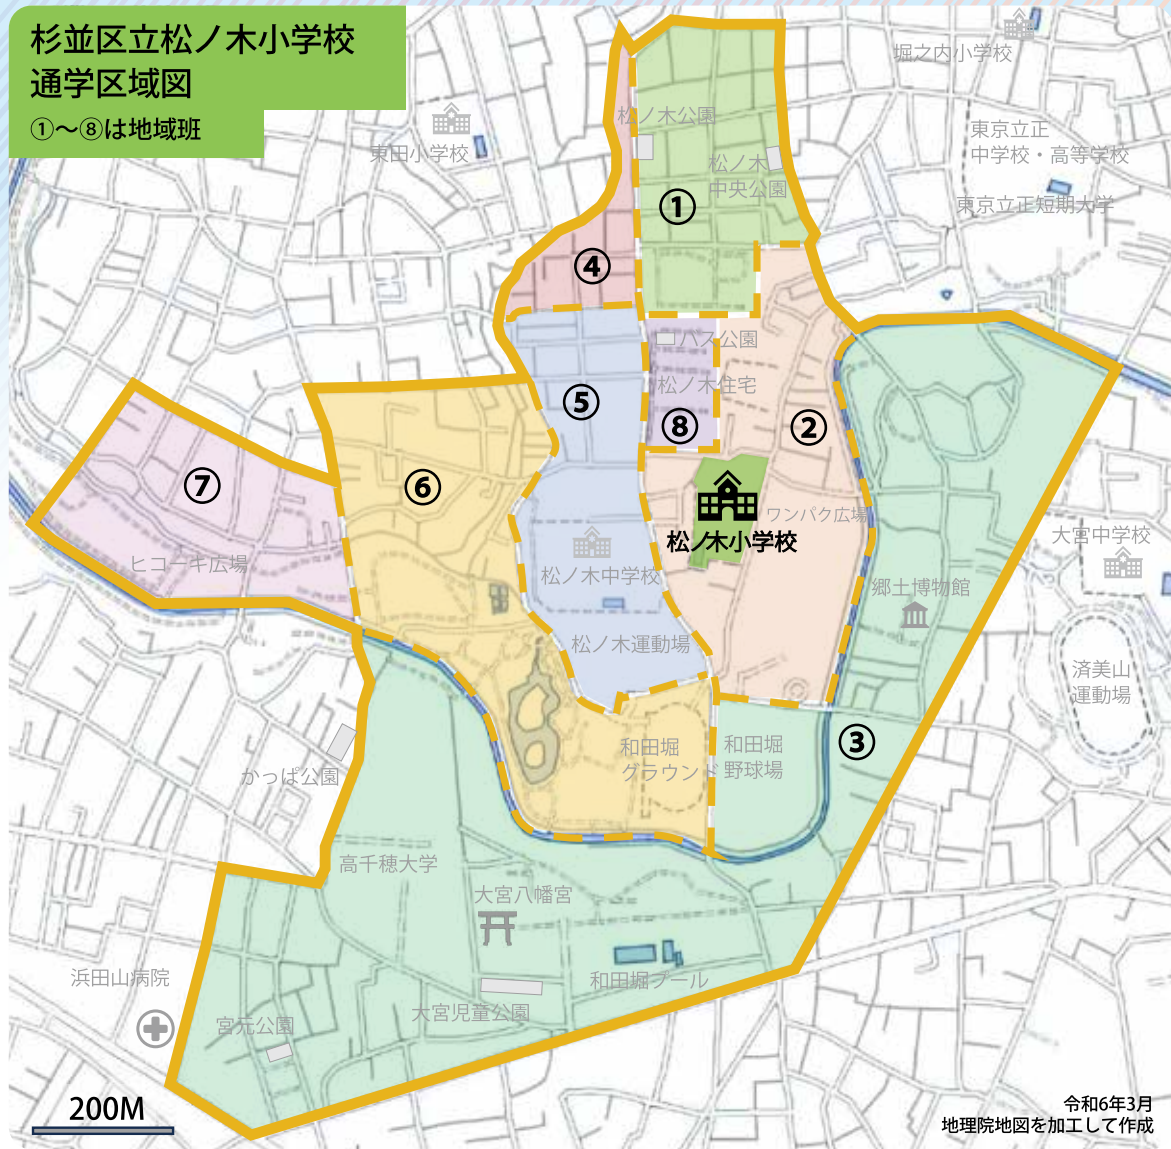 杉並区立松ノ木小学校
通学区域図
①～⑧は地域班
堀之内小学校
松ノ木公園
東京立正
中学校・高等学校
東田小学校
松ノ木
中央公園
東京立正短期大学
①
④
バス公園
松ノ木住宅
⑤
⑧
②
⑦
⑥
ワンパク広場
松ノ木小学校
大宮中学校
ヒコーキ広場
松ノ木中学校
郷土博物館
松ノ木運動場
済美山
運動場
③
和田堀
グラウンド
和田堀
野球場
かっぱ公園
高千穂大学
大宮八幡宮
浜田山病院
和田堀プール
大宮児童公園
宮元公園
200M
令和6年3月
地理院地図を加工して作成